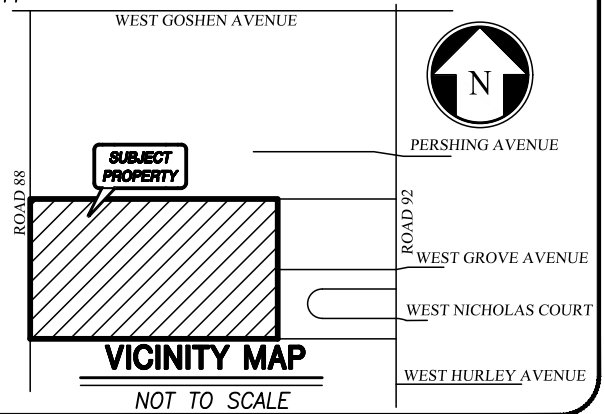 WEST GOSHEN AVENUE
N
PERSHING AVENUE
SUBJECT
PROPERTY
ROAD 88
ROAD 92
WEST GROVE AVENUE
WEST NICHOLAS COURT
VICINITY MAP
WEST HURLEY AVENUE
NOT TO SCALE